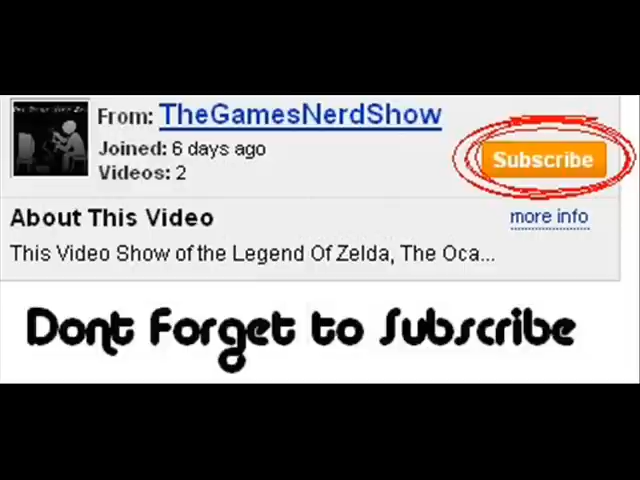 From: TheGamesNerdShow
Joined: 6 days ago
Videos: 2
Subscribe
About This Video
more info
This Video Show of the Legend Of Zelda, The Oca...
Dont Forget to Subscribe